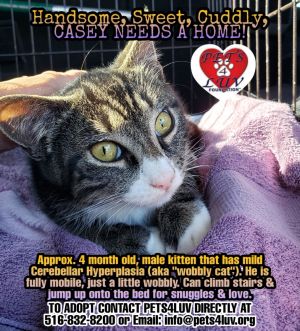 Handsome, Sweet, Cuddly,
CASEY NEEDS A HOME!
PETS
4
LUV
FOUNDATION
Approx. 4 month old, male kitten that has mild
Cerebellar Hyperplasia (aka "wobbly cat"). He is
fully mobile, just a little wobbly. Can climb stairs &
jump up onto the bed for snuggles & love.
TO ADOPT CONTACT PETS4LUV DIRECTLY AT
516-832-8200 or Email: info@pets4luv.org